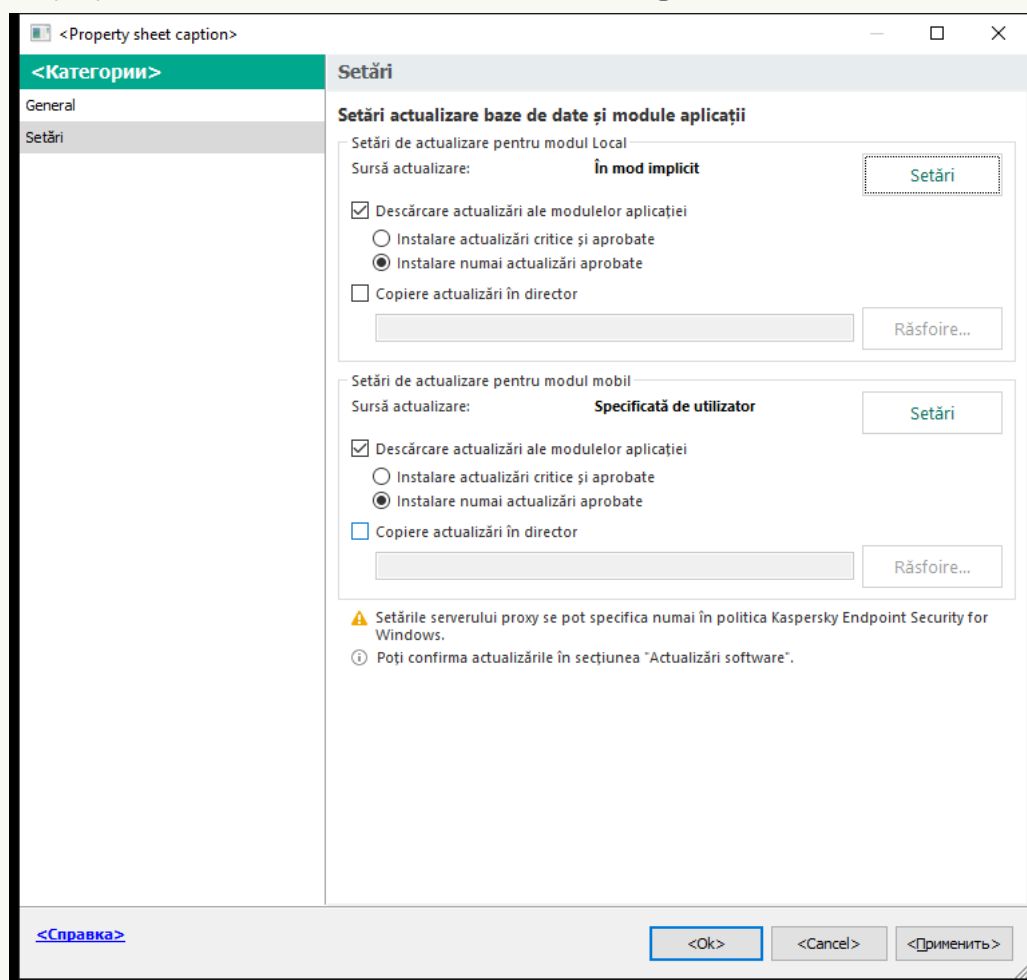 <Property sheet caption>
<Категории>
General
Setări
Setări
Setări actualizare baze de date și module aplicații
Setări de actualizare pentru modul Local
Sursă actualizare: În mod implicit
Setări
Descărcare actualizări ale modulelor aplicației
Instalare actualizări critice și aprobate
Instalare numai actualizări aprobate
Copiere actualizări în director
Răsfoire...
Setări de actualizare pentru modul mobil
Sursă actualizare: Specificată de utilizator
Setări
Descărcare actualizări ale modulelor aplicației
Instalare actualizări critice și aprobate
Instalare numai actualizări aprobate
Copiere actualizări în director
Răsfoire...
Setările serverului proxy se pot specifica numai în politica Kaspersky Endpoint Security for
Windows.
Poți confirma actualizările în secțiunea "Actualizări software".
<Справка>
<Ok> <Cancel> <Применить>